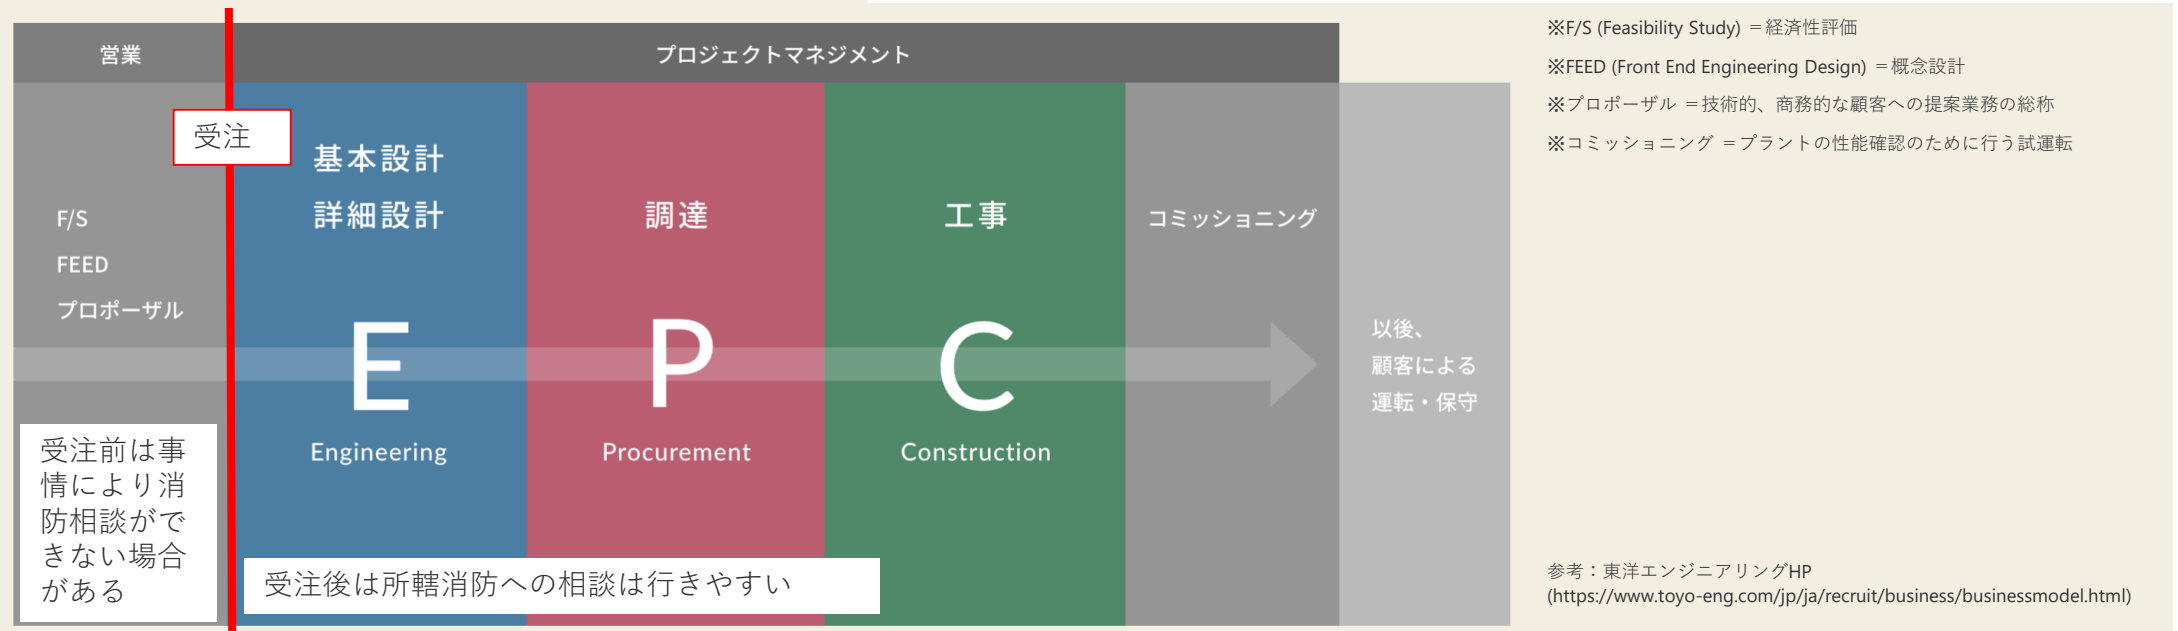 営業
プロジェクトマネジメント
受注
F/S
FEED
プロポーザル
基本設計
詳細設計
調達
工事
コミッショニング
E
P
C
Engineering
Procurement
Construction
以後、
顧客による
運転・保守
受注前は事
情により消
防相談がで
きない場合
がある
受注後は所轄消防への相談は行きやすい
※F/S (Feasibility Study) ＝経済性評価
※FEED (Front End Engineering Design) ＝概念設計
※プロポーザル ＝技術的、商務的な顧客への提案業務の総称
※コミッショニング ＝プラントの性能確認のために行う試運転
参考：東洋エンジニアリングHP
(https://www.toyo-eng.com/jp/ja/recruit/business/businessmodel.html)